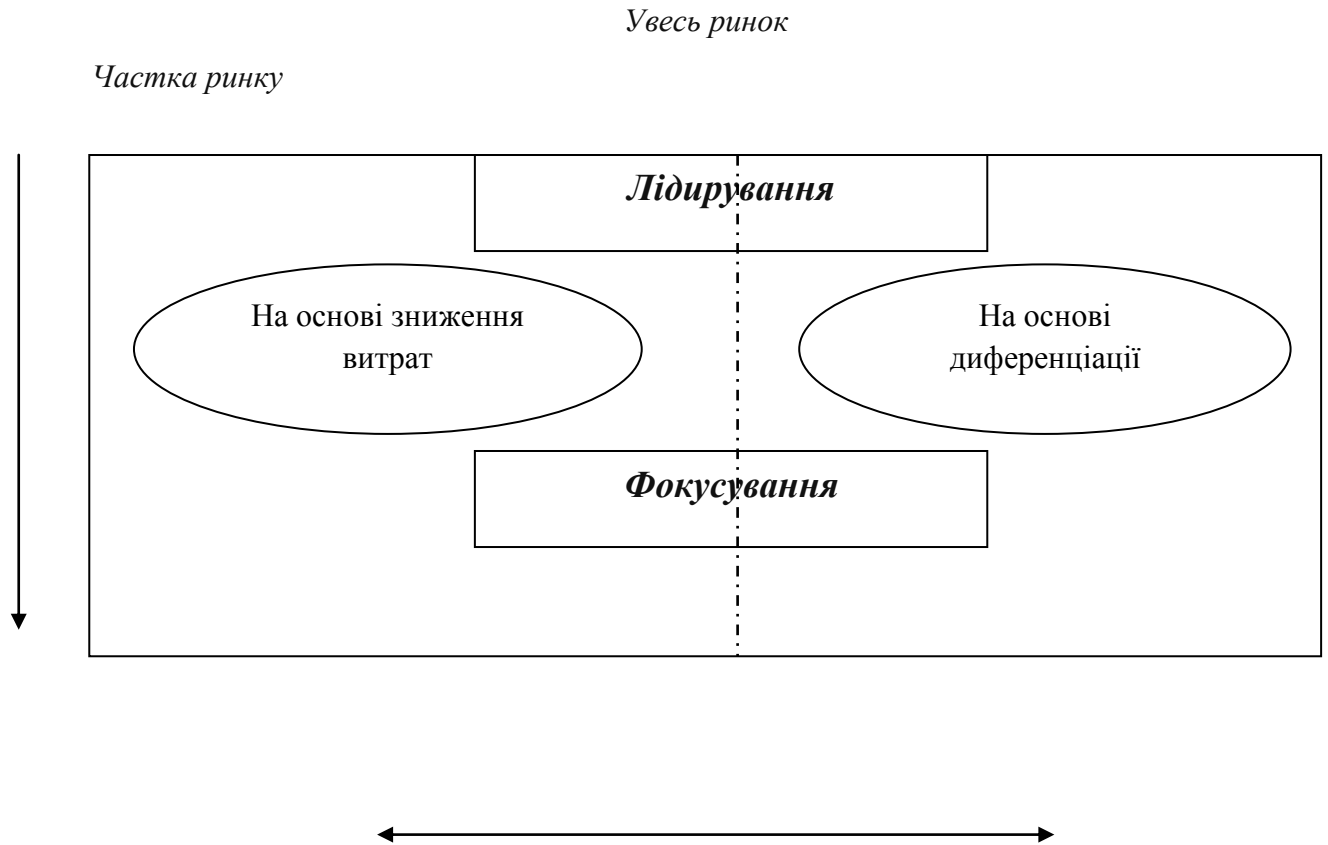 Увесь ринок
Частка ринку
Лідирування
На основі зниження
витрат
На основі
диференціації
Фокусування